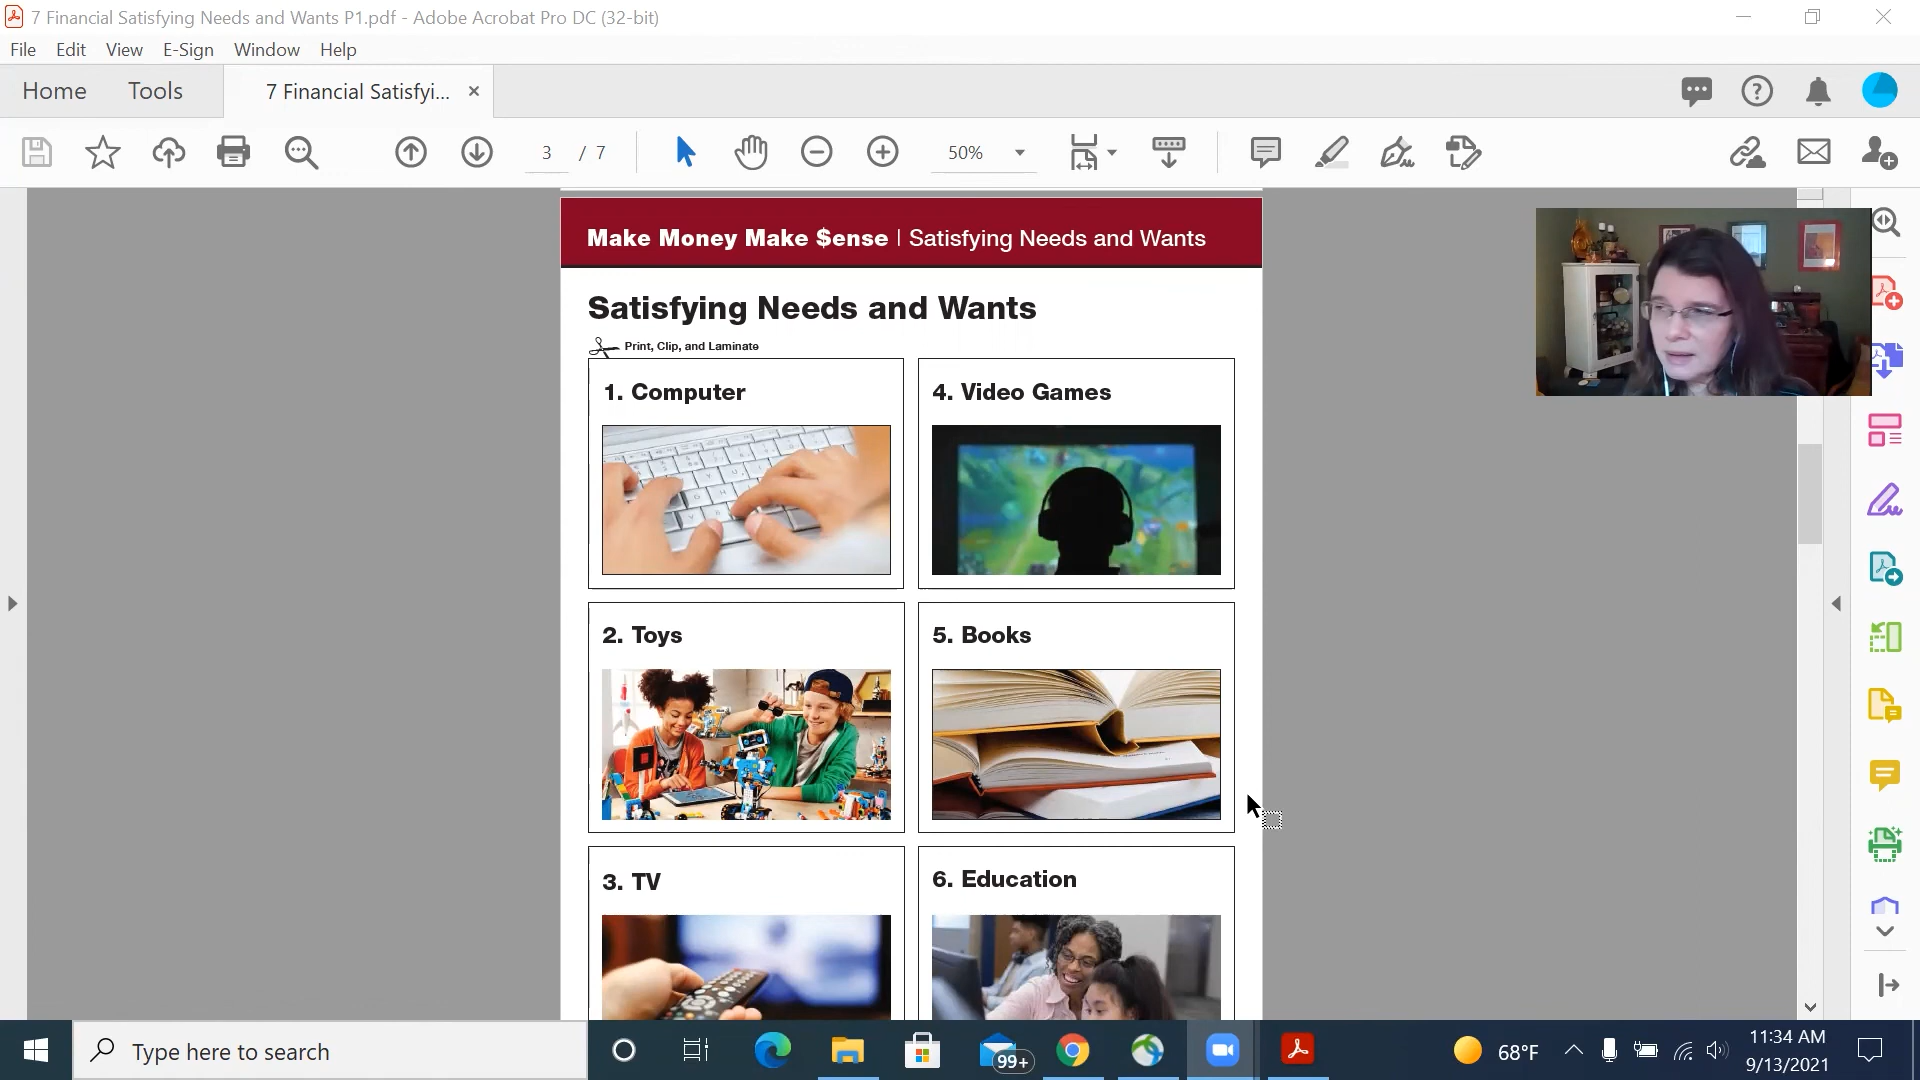 7 Financial Satisfying Needs and Wants P1.pdf - Adobe Acrobat Pro DC (32-bit)
File Edit View E-Sign Window Help
Home Tools 7 Financial Satisfyi...
3 / 7 50%
Make Money Make $ense | Satisfying Needs and Wants
Satisfying Needs and Wants
Print, Clip, and Laminate
1. Computer
4. Video Games
2. Toys
5. Books
3. TV
6. Education
Type here to search
99+
68°F
11:34 AM
9/13/2021